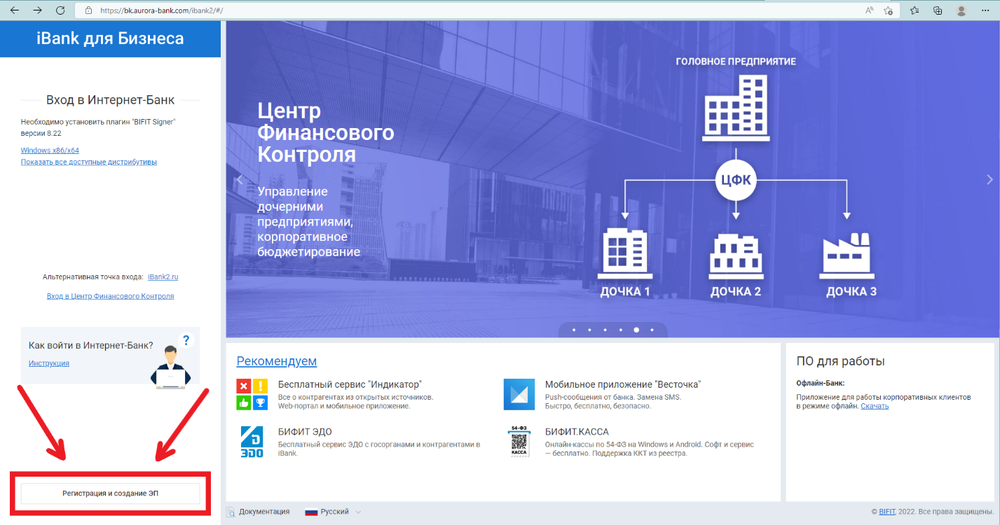 https://bk.aurora-bank.com/ibank2/#/
iBank для Бизнеса
Вход в Интернет-Банк
Необходимо установить плагин "BIFIT Signer"
версии 8.22
Windows x86/x64
Показать все доступные дистрибутивы
Альтернативная точка входа: iBank2.ru
Вход в Центр Финансового Контроля
Как войти в Интернет-Банк?
?
Инструкция
Регистрация и создание ЭП
Центр
Финансового
Контроля
Управление
дочерними
предприятиями,
корпоративное
бюджетирование
ГОЛОВНОЕ ПРЕДПРИЯТИЕ
ЦФК
ДОЧКА 1
ДОЧКА 2
ДОЧКА 3
Рекомендуем
Бесплатный сервис "Индикатор"
Все о контрагентах из открытых источников.
Web-портал и мобильное приложение.
Мобильное приложение "Весточка"
Push-сообщения от банка. Замена SMS.
Быстро, бесплатно, безопасно.
ЭДО
БИФИТ ЭДО
Бесплатный сервис ЭДО с госорганами и контрагентами в
iBank.
54-ФЗ
КАССА
БИФИТ.КАССА
Онлайн-кассы по 54-ФЗ на Windows и Android. Софт и сервис
— бесплатно. Поддержка ККТ из реестра.
ПО для работы
Офлайн-Банк:
Приложение для работы корпоративных клиентов
в режиме офлайн. Скачать
Документация
Русский
© BIFIT, 2022. Все права защищены.